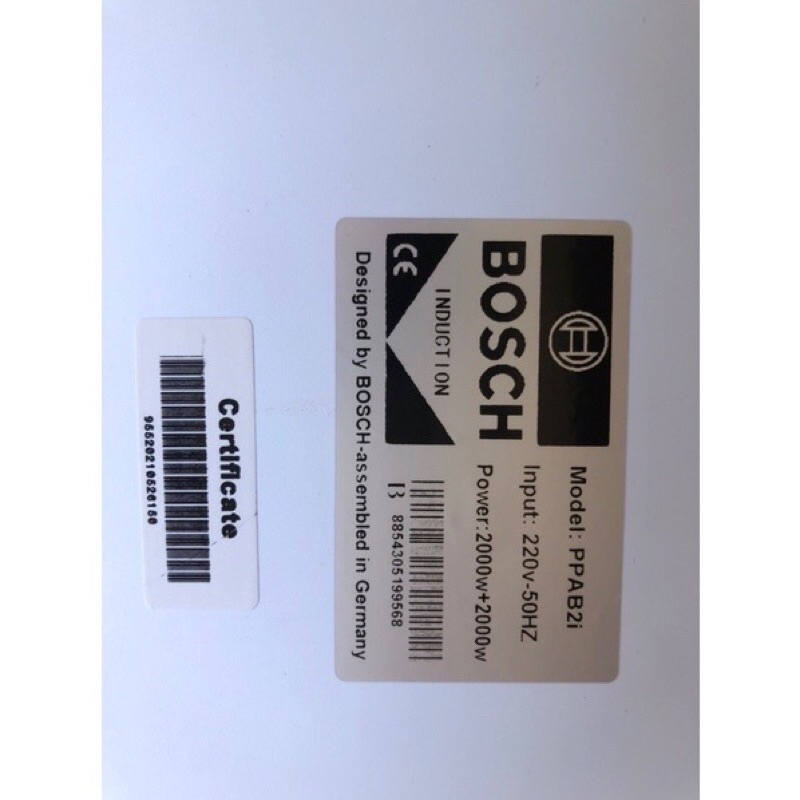 BOSCH
INDUCTION
CE
Model: PPAB2i
Input: 220v-50HZ
Power:2000w+2000w
8854305199568
Designed by BOSCH-assembled in Germany
Certificate
95520210526150